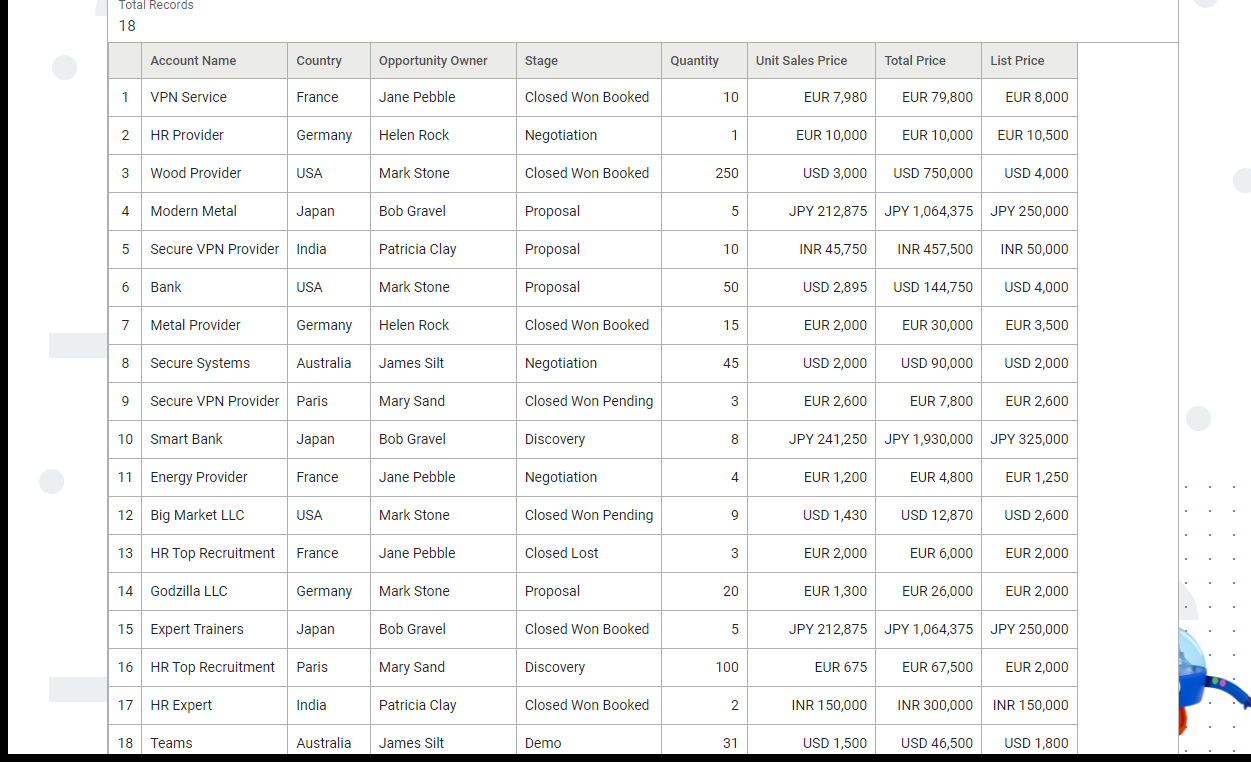 Total Records
18
Account Name Country Opportunity Owner Stage Quantity Unit Sales Price Total Price List Price
1 VPN Service France Jane Pebble Closed Won Booked 10 EUR 7,980 EUR 79,800 EUR 8,000
2 HR Provider Germany Helen Rock Negotiation 1 EUR 10,000 EUR 10,000 EUR 10,500
3 Wood Provider USA Mark Stone Closed Won Booked 250 USD 3,000 USD 750,000 USD 4,000
4 Modern Metal Japan Bob Gravel Proposal 5 JPY 212,875 JPY 1,064,375 JPY 250,000
5 Secure VPN Provider India Patricia Clay Proposal 10 INR 45,750 INR 457,500 INR 50,000
6 Bank USA Mark Stone Proposal 50 USD 2,895 USD 144,750 USD 4,000
7 Metal Provider Germany Helen Rock Closed Won Booked 15 EUR 2,000 EUR 30,000 EUR 3,500
8 Secure Systems Australia James Silt Negotiation 45 USD 2,000 USD 90,000 USD 2,000
9 Secure VPN Provider Paris Mary Sand Closed Won Pending 3 EUR 2,600 EUR 7,800 EUR 2,600
10 Smart Bank Japan Bob Gravel Discovery 8 JPY 241,250 JPY 1,930,000 JPY 325,000
11 Energy Provider France Jane Pebble Negotiation 4 EUR 1,200 EUR 4,800 EUR 1,250
12 Big Market LLC USA Mark Stone Closed Won Pending 9 USD 1,430 USD 12,870 USD 2,600
13 HR Top Recruitment France Jane Pebble Closed Lost 3 EUR 2,000 EUR 6,000 EUR 2,000
14 Godzilla LLC Germany Mark Stone Proposal 20 EUR 1,300 EUR 26,000 EUR 2,000
15 Expert Trainers Japan Bob Gravel Closed Won Booked 5 JPY 212,875 JPY 1,064,375 JPY 250,000
16 HR Top Recruitment Paris Mary Sand Discovery 100 EUR 675 EUR 67,500 EUR 2,000
17 HR Expert India Patricia Clay Closed Won Booked 2 INR 150,000 INR 300,000 INR 150,000
18 Teams Australia James Silt Demo 31 USD 1,500 USD 46,500 USD 1,800